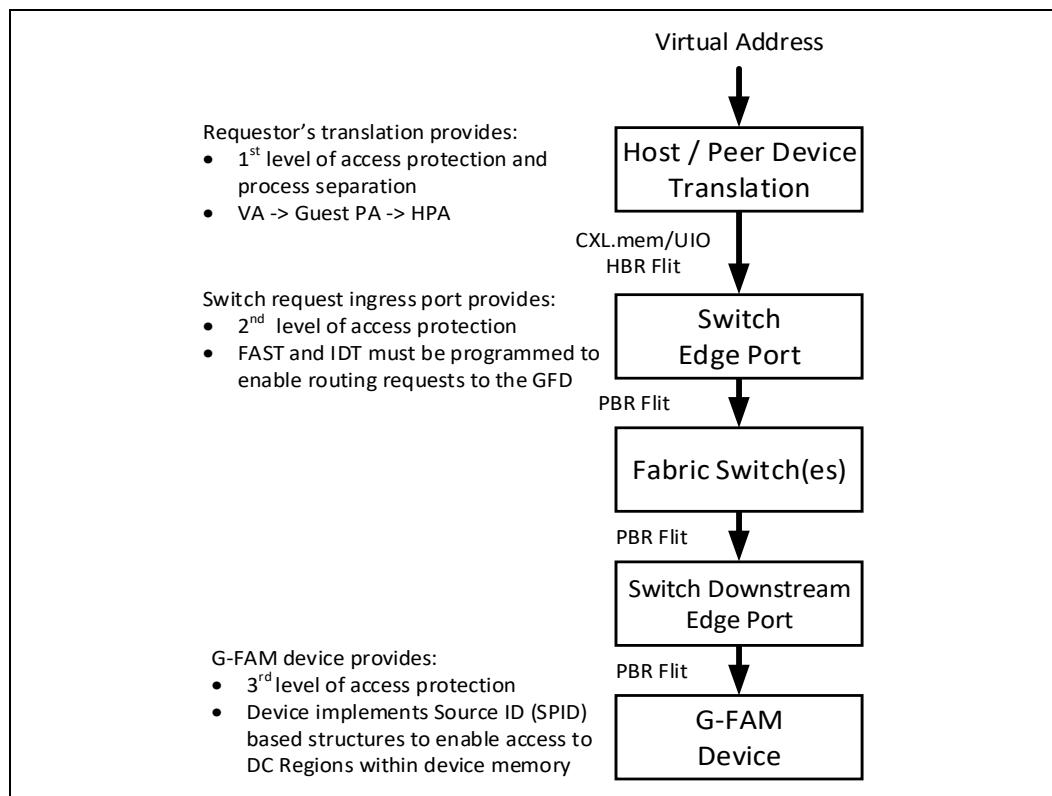 Virtual Address
Requestor's translation provides:
• 1st level of access protection and
process separation
• VA -> Guest PA -> HPA
Host / Peer Device
Translation
CXL.mem/UIO
HBR Flit
Switch request ingress port provides:
• 2nd level of access protection
• FAST and IDT must be programmed to
enable routing requests to the GFD
Switch
Edge Port
PBR Flit
Fabric Switch(es)
PBR Flit
Switch Downstream
Edge Port
PBR Flit
G-FAM device provides:
• 3rd level of access protection
• Device implements Source ID (SPID)
based structures to enable access to
DC Regions within device memory
G-FAM
Device